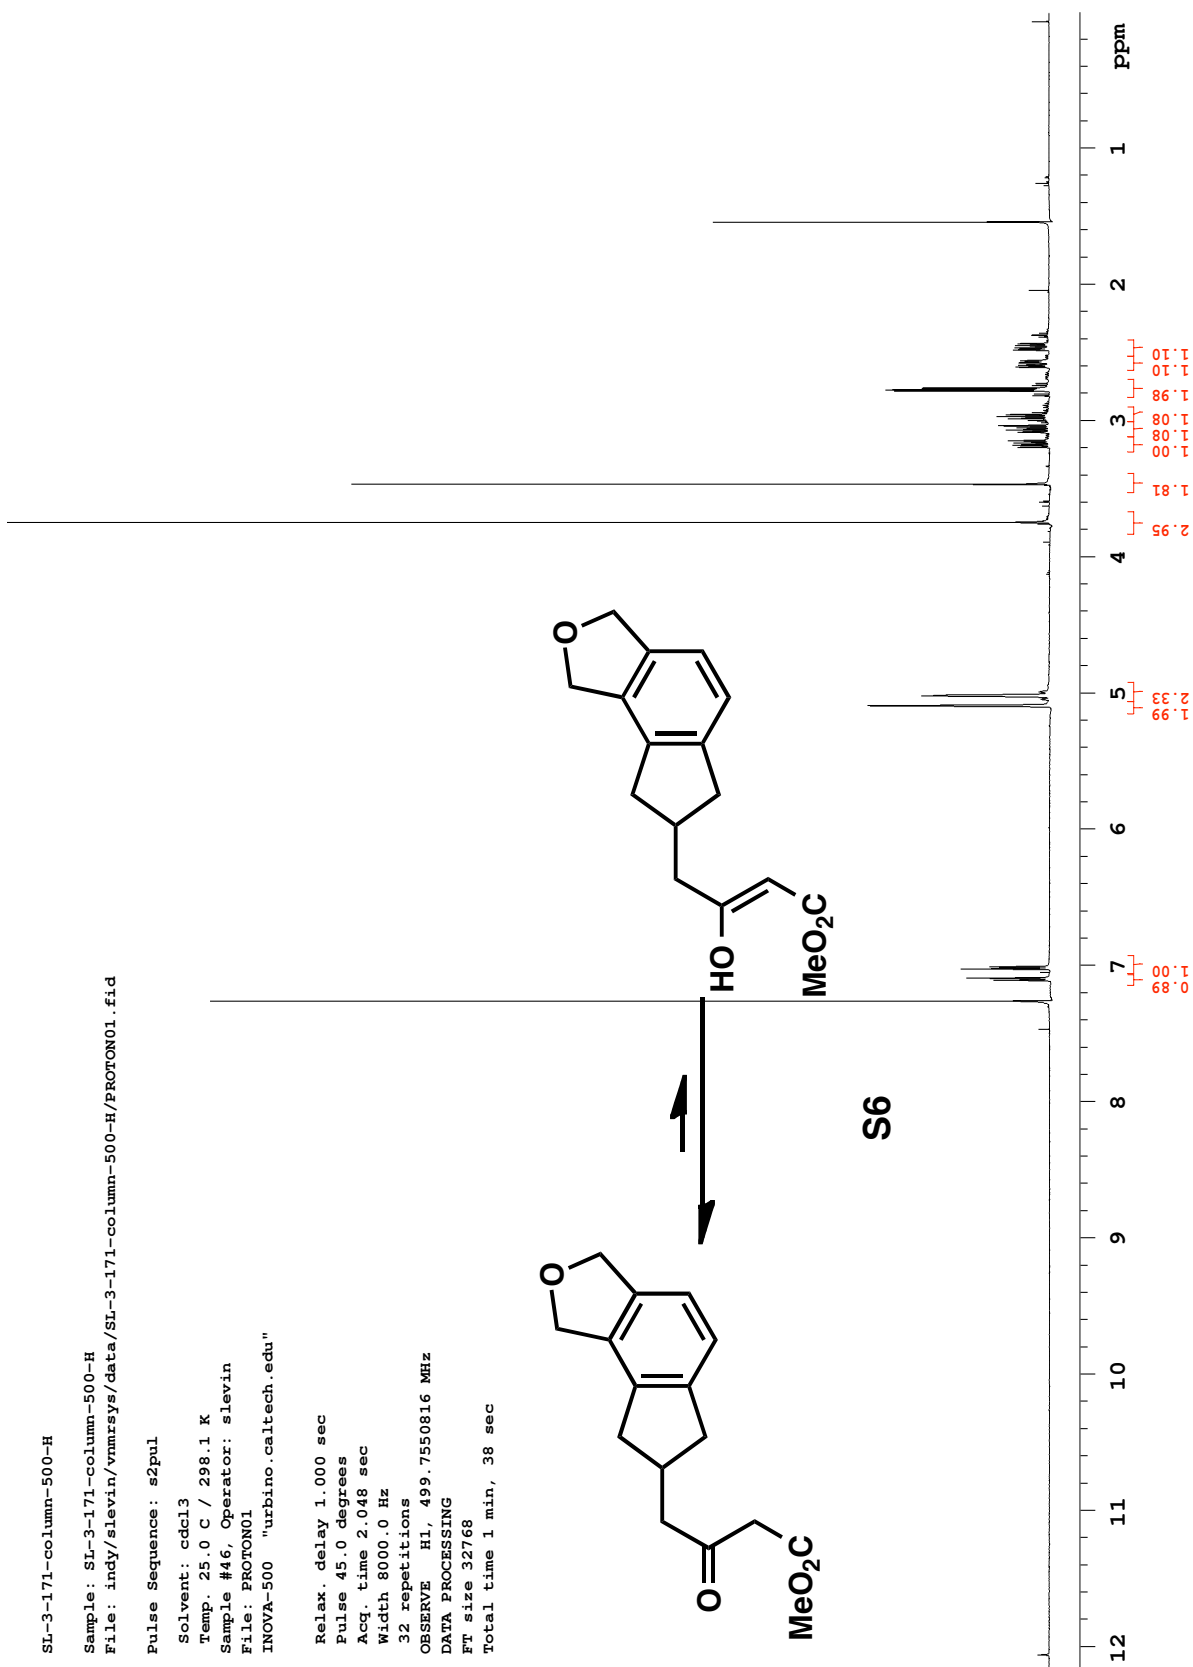 SL-3-171-column-500-H
Sample: SL-3-171-column-500-H
File: indy/slevin/vnmrsys/data/SL-3-171-column-500-H/PROTON01.fid
Pulse Sequence: s2pul
Solvent: cdcl3
Temp. 25.0 C / 298.1 K
Sample #46, Operator: slevin
File: PROTON01
INOVA-500 "urbino.caltech.edu"
Relax. delay 1.000 sec
Pulse 45.0 degrees
Acq. time 2.048 sec
Width 8000.0 Hz
32 repetitions
OBSERVE H1, 499.7550816 MHz
DATA PROCESSING
FT size 32768
Total time 1 min, 38 sec
O
O
MeO2C
O
HO
MeO2C
S6
12 11 10 9 8 7 6 5 4 3 2 1 ppm
0.89
1.00
1.99
2.33
2.95
1.81
1.00
1.08
1.08
1.98
1.10
1.10